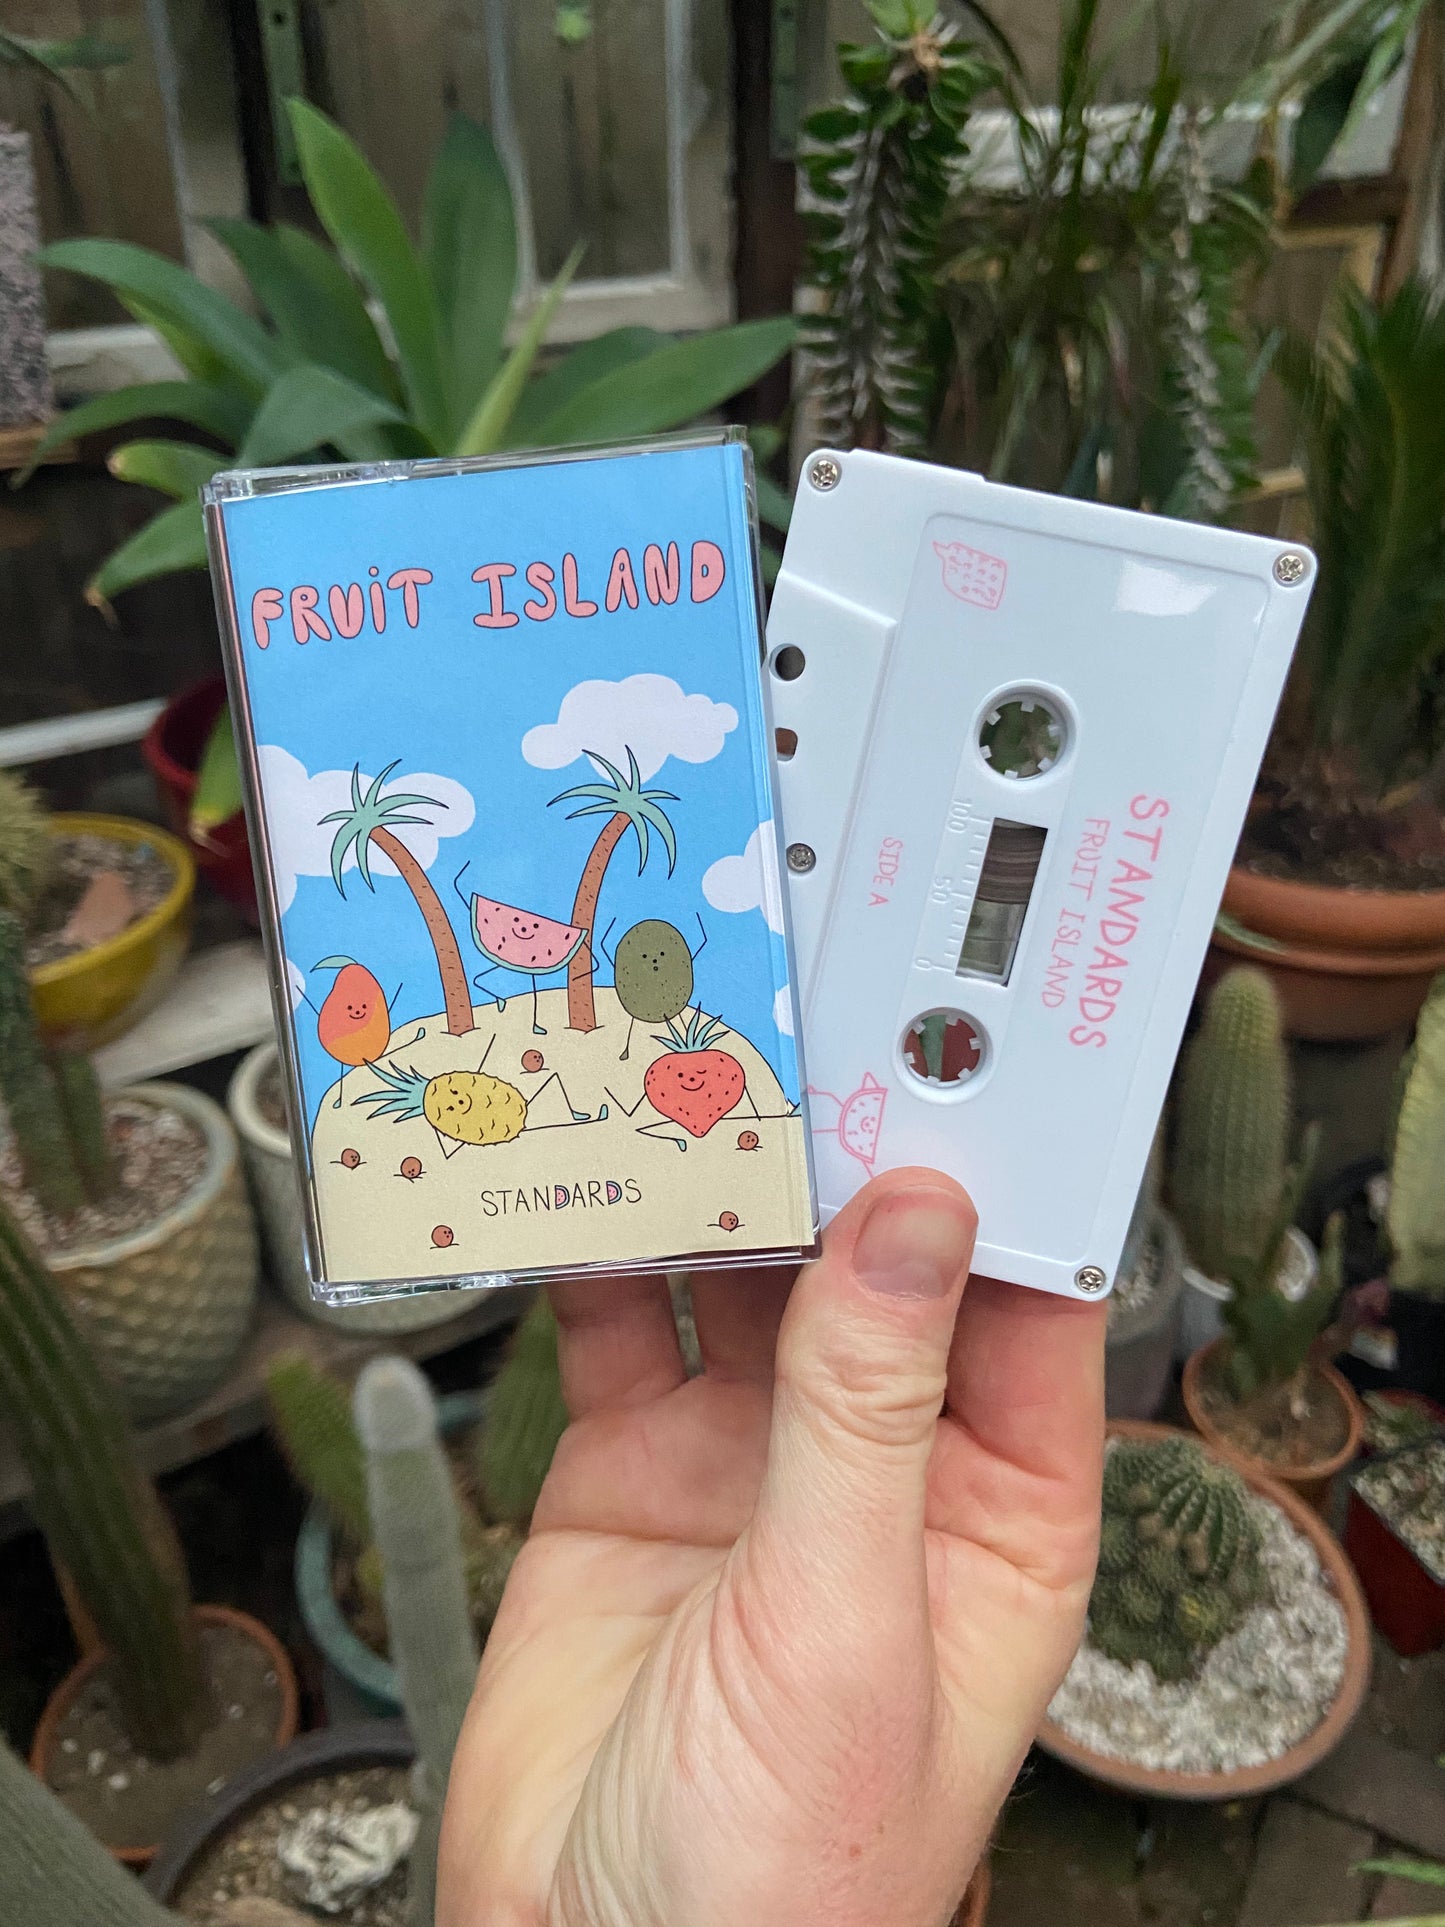 FRUIT ISLAND
STANDARDS
STANDARDS
FRUIT ISLAND
100
50
0
SIDE A